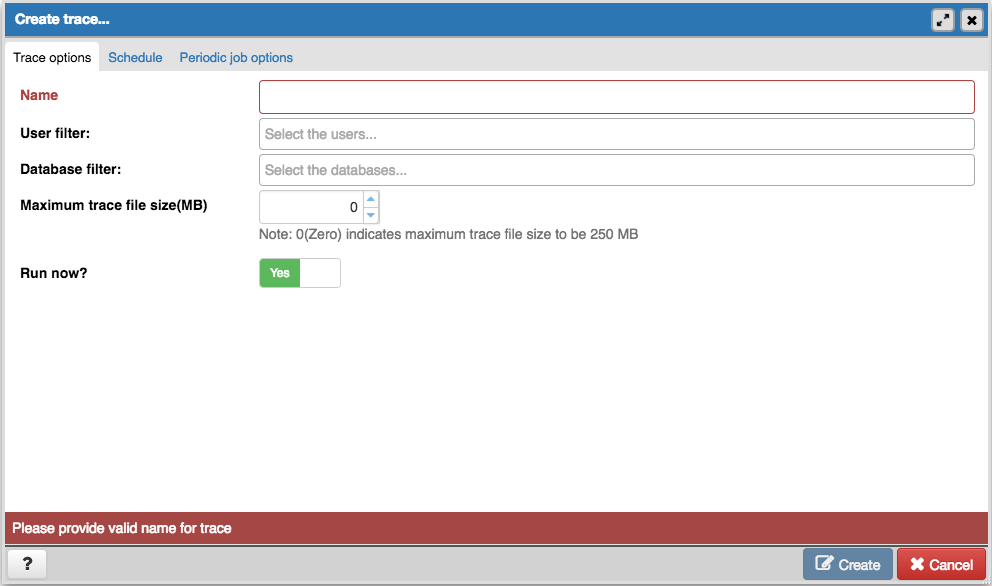 Create trace...
Trace options Schedule Periodic job options
Name
User filter: Select the users...
Database filter: Select the databases...
Maximum trace file size(MB) 0
Note: 0(Zero) indicates maximum trace file size to be 250 MB
Run now? Yes
Please provide valid name for trace
? Create Cancel